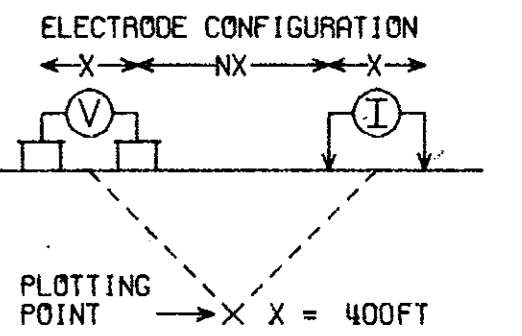 ELECTRODE CONFIGURATION
X NX X
V I
PLOTTING
POINT X X = 400FT